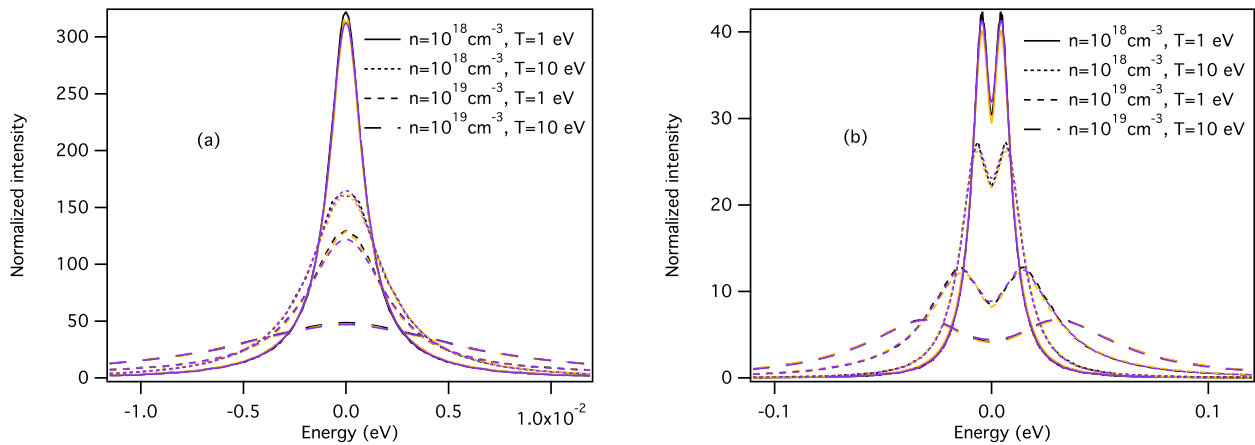 300
250
200
150
100
50
0
Normalized intensity
(a)
n=10^18cm^-3, T=1 eV
n=10^18cm^-3, T=10 eV
n=10^19cm^-3, T=1 eV
n=10^19cm^-3, T=10 eV
-1.0 -0.5 0.0 0.5 1.0x10^-2
Energy (eV)
40
30
20
10
0
Normalized intensity
(b)
n=10^18cm^-3, T=1 eV
n=10^18cm^-3, T=10 eV
n=10^19cm^-3, T=1 eV
n=10^19cm^-3, T=10 eV
-0.1 0.0 0.1
Energy (eV)